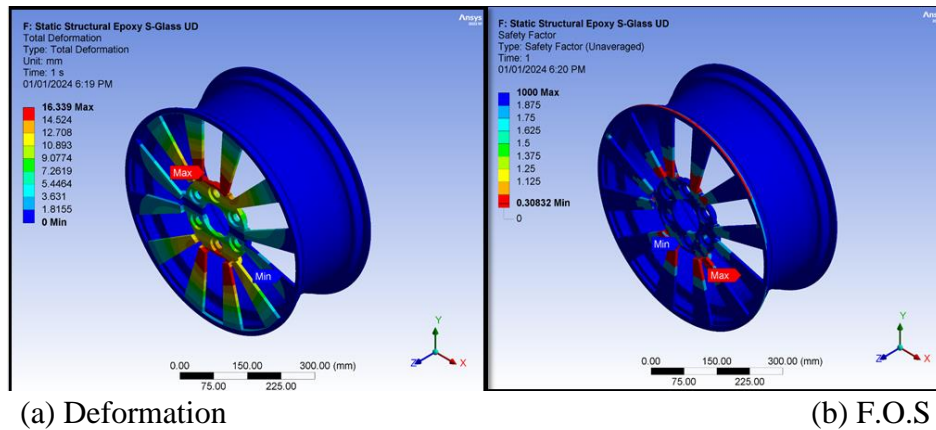 F: Static Structural Epoxy S-Glass UD
Total Deformation
Type: Total Deformation
Unit: mm
Time: 1 s
01/01/2024 6:19 PM
16.339 Max
14.524
12.708
10.893
9.0774
7.2619
5.4464
3.631
1.8155
0 Min
Ansys
Max
Min
0.00 150.00 300.00 (mm)
75.00 225.00
Y
Z
X
F: Static Structural Epoxy S-Glass UD
Safety Factor
Type: Safety Factor (Unaveraged)
Time: 1
01/01/2024 6:20 PM
1000 Max
1.875
1.75
1.625
1.5
1.375
1.25
1.125
0.30832 Min
0
Ansys
Min
Max
0.00 150.00 300.00 (mm)
75.00 225.00
Y
Z
X
(a) Deformation
(b) F.O.S